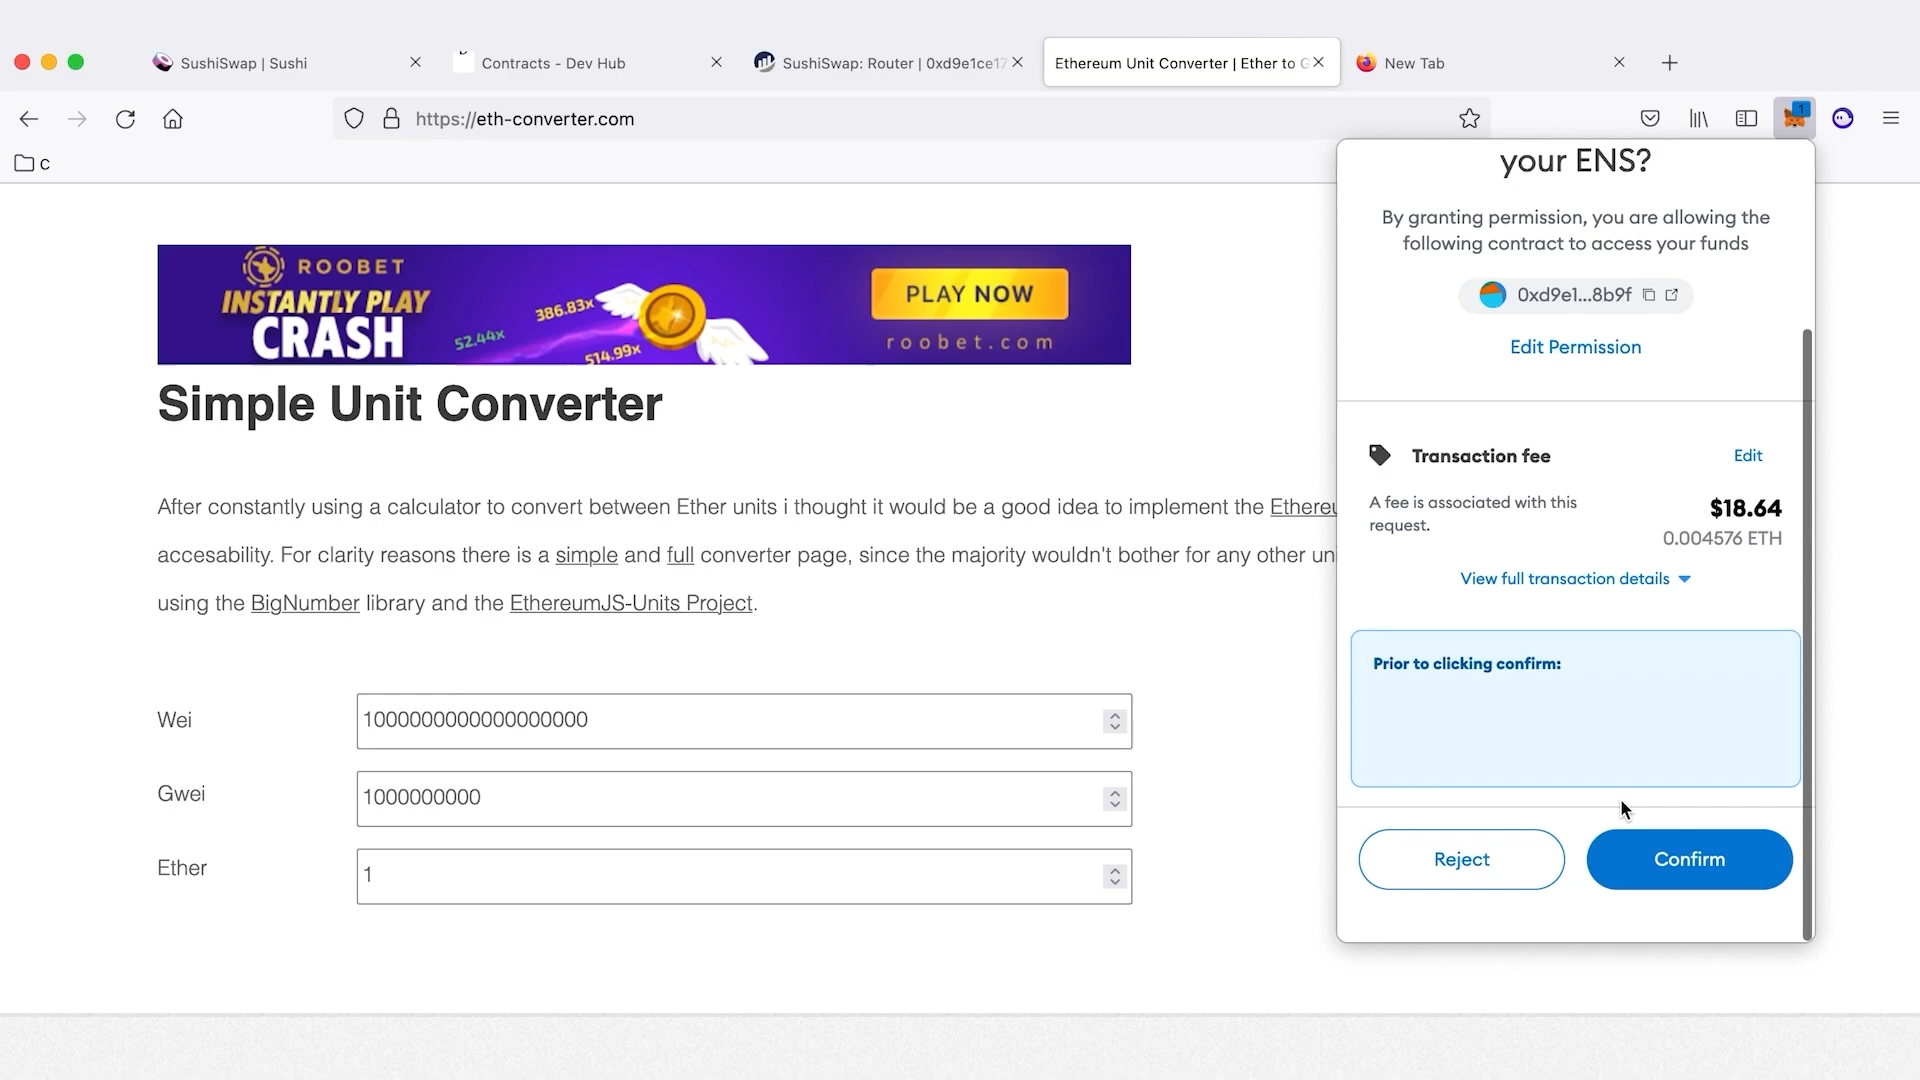 SushiSwap | Sushi
Contracts - Dev Hub
SushiSwap: Router | 0xd9e1ce17
Ethereum Unit Converter | Ether to G
New Tab
https://eth-converter.com
1
c
ROOBET
INSTANTLY PLAY
CRASH
52.44x
386.83x
514.99x
PLAY NOW
roobet.com
Simple Unit Converter
After constantly using a calculator to convert between Ether units i thought it would be a good idea to implement the Ethereu
accesability. For clarity reasons there is a simple and full converter page, since the majority wouldn't bother for any other un
using the BigNumber library and the EthereumJS-Units Project.
Wei
1000000000000000000
Gwei
1000000000
Ether
1
your ENS?
By granting permission, you are allowing the
following contract to access your funds
0xd9e1...8b9f
Edit Permission
Transaction fee
Edit
A fee is associated with this
request.
$18.64
0.004576 ETH
View full transaction details
Prior to clicking confirm:
Reject
Confirm